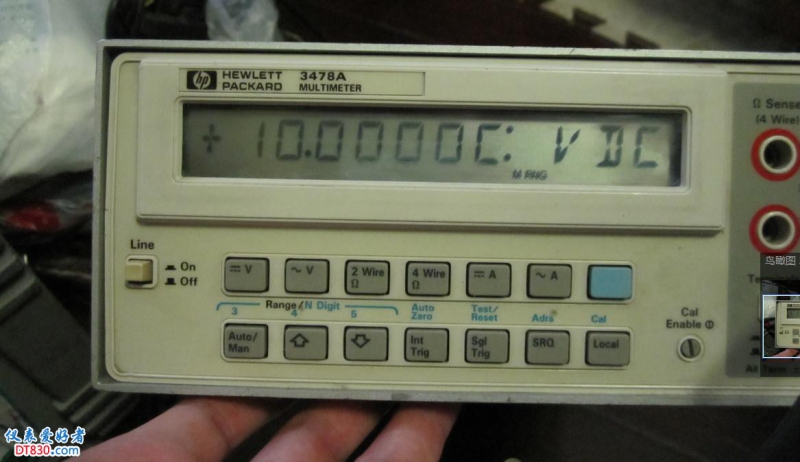 hp HEWLETT PACKARD 3478A MULTIMETER
+ 10.0000C: VDC
M RNG
Ω Sense
(4 Wire)
Line
On
Off
⎓ V
~ V
2 Wire Ω
4 Wire Ω
⎓ A
~ A
Range/N Digit
3
4
5
Auto Zero
Test/Reset
Adrs
Cal
Auto/Man
Int Trig
Sgl Trig
SRQ
Local
Cal Enable
鸟瞰图
仪表爱好者
DT830.com